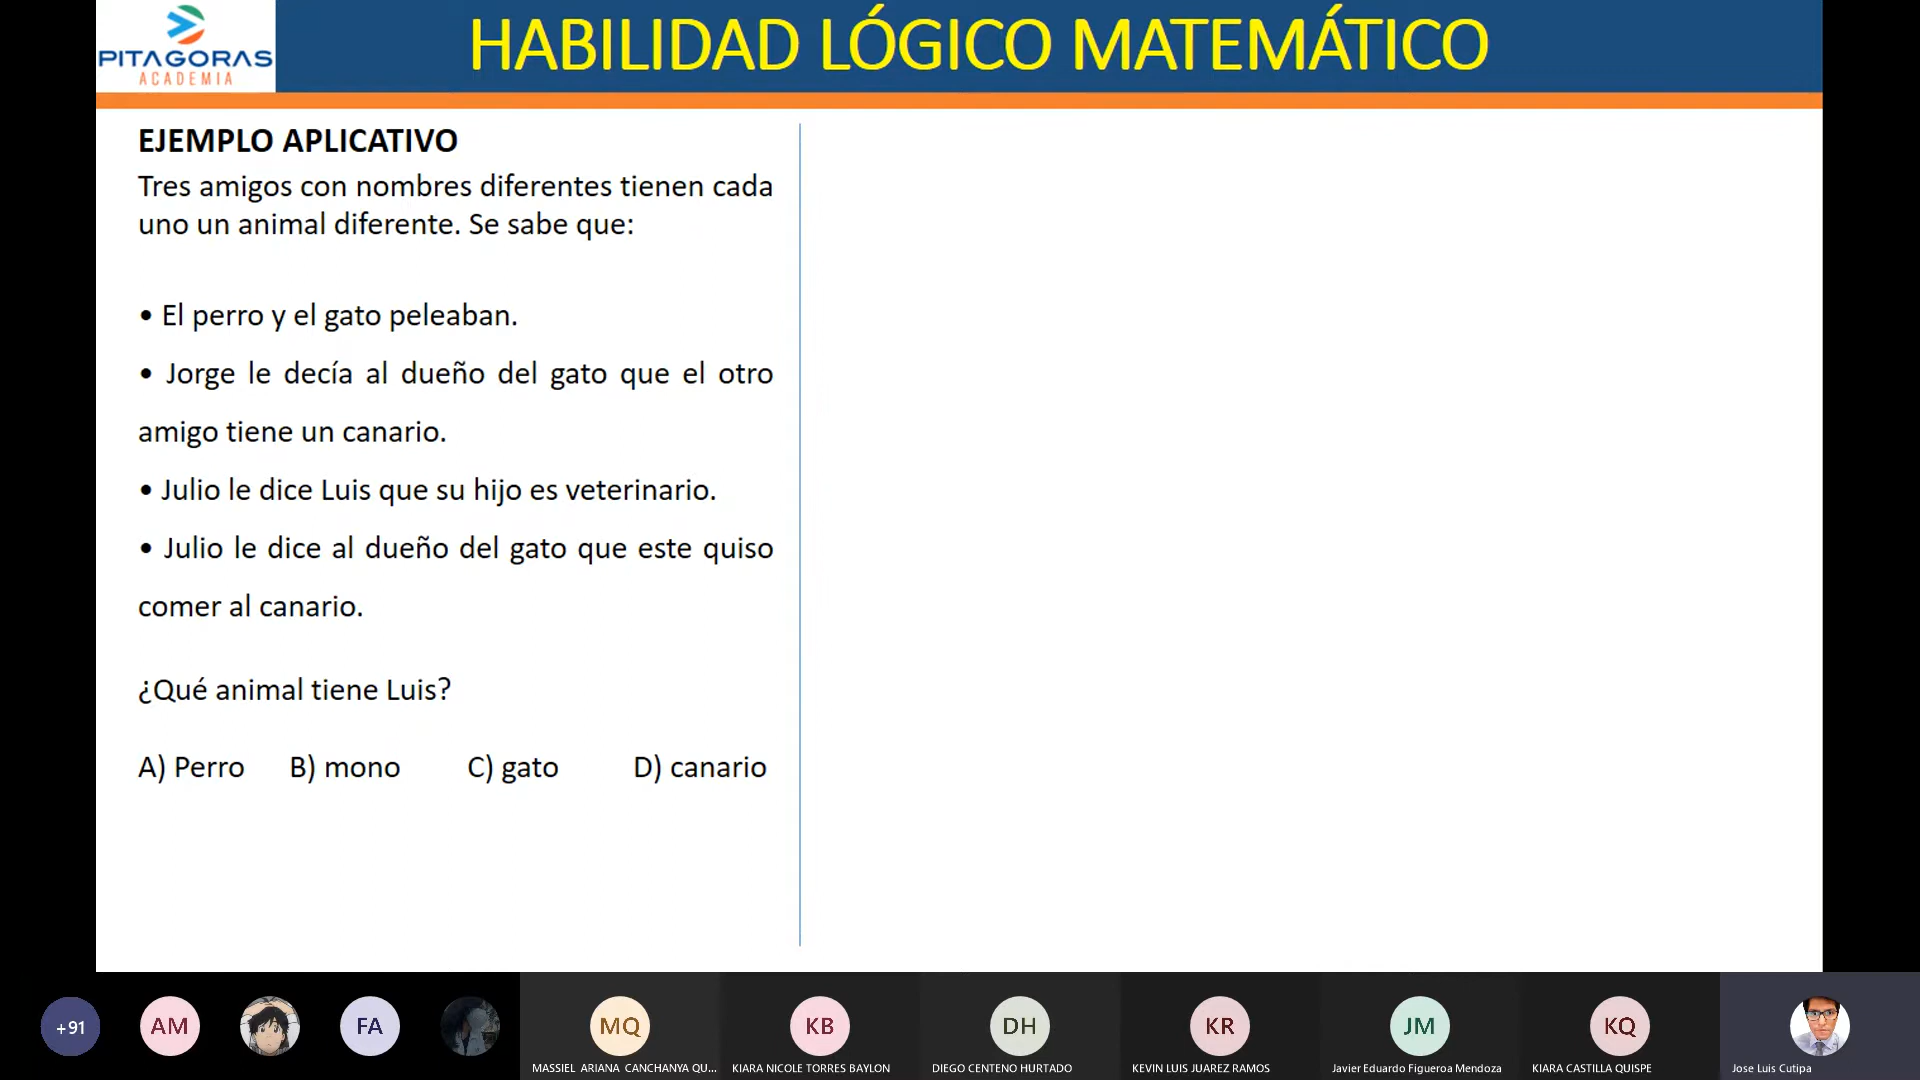 PITAGORAS
ACADEMIA
HABILIDAD LÓGICO MATEMÁTICO
EJEMPLO APLICATIVO
Tres amigos con nombres diferentes tienen cada
uno un animal diferente. Se sabe que:
• El perro y el gato peleaban.
• Jorge le decía al dueño del gato que el otro
amigo tiene un canario.
• Julio le dice Luis que su hijo es veterinario.
• Julio le dice al dueño del gato que este quiso
comer al canario.
¿Qué animal tiene Luis?
A) Perro B) mono C) gato D) canario
+91 AM FA MQ KB DH KR JM KQ
MASSIEL ARIANA CANCHANYA QU... KIARA NICOLE TORRES BAYLON DIEGO CENTENO HURTADO KEVIN LUIS JUAREZ RAMOS Javier Eduardo Figueroa Mendoza KIARA CASTILLA QUISPE Jose Luis Cutipa